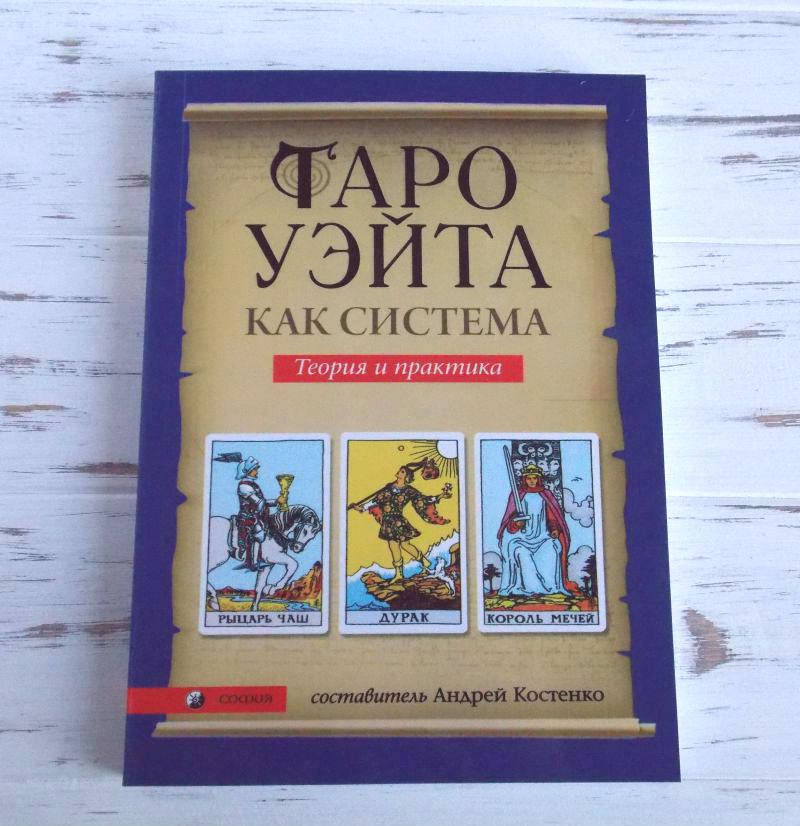 ТАРО
УЭЙТА
КАК СИСТЕМА
Теория и практика
РЫЦАРЬ ЧАШ
ДУРАК
КОРОЛЬ МЕЧЕЙ
СОФИЯ
составитель Андрей Костенко